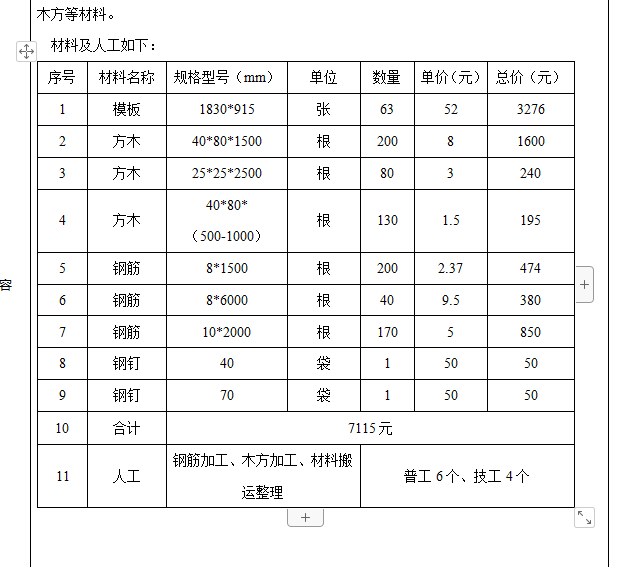 木方等材料。
材料及人工如下：
序号 材料名称 规格型号（mm） 单位 数量 单价（元） 总价（元）
1 模板 1830*915 张 63 52 3276
2 方木 40*80*1500 根 200 8 1600
3 方木 25*25*2500 根 80 3 240
4 方木 40*80* 根 130 1.5 195
（500-1000）
容
5 钢筋 8*1500 根 200 2.37 474
6 钢筋 8*6000 根 40 9.5 380
7 钢筋 10*2000 根 170 5 850
8 钢钉 40 袋 1 50 50
9 钢钉 70 袋 1 50 50
10 合计 7115元
11 人工 钢筋加工、木方加工、材料搬 普工 6个、技工 4个
运整理